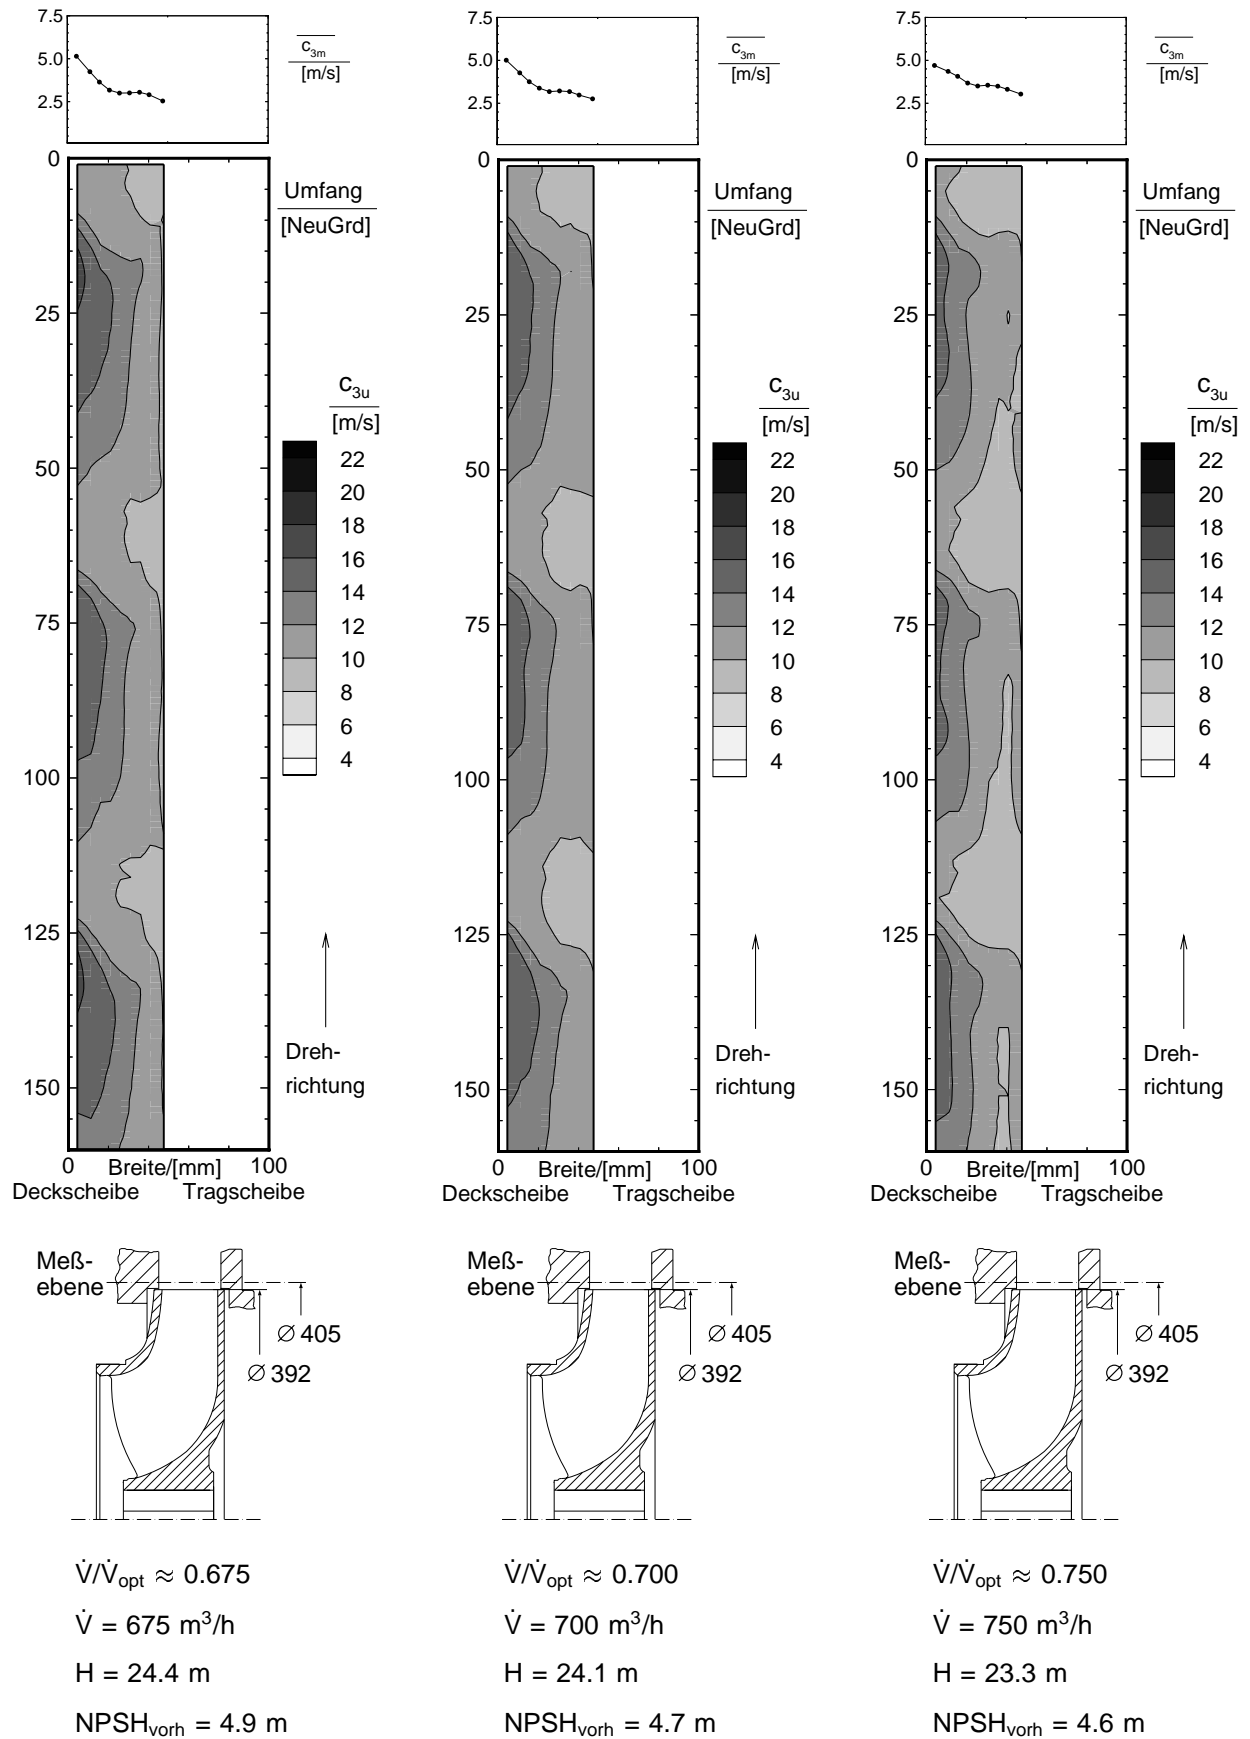 7.5
5.0
2.5
c3m
[m/s]
0
25
50
75
100
125
150
Umfang
[NeuGrd]
c3u
[m/s]
22
20
18
16
14
12
10
8
6
4
Dreh-
richtung
0 Breite/[mm] 100
Deckscheibe Tragscheibe
Meß-
ebene
∅ 405
∅ 392
V̇/V̇opt ≈ 0.675
V̇ = 675 m³/h
H = 24.4 m
NPSHvorh = 4.9 m
7.5
5.0
2.5
c3m
[m/s]
0
25
50
75
100
125
150
Umfang
[NeuGrd]
c3u
[m/s]
22
20
18
16
14
12
10
8
6
4
Dreh-
richtung
0 Breite/[mm] 100
Deckscheibe Tragscheibe
Meß-
ebene
∅ 405
∅ 392
V̇/V̇opt ≈ 0.700
V̇ = 700 m³/h
H = 24.1 m
NPSHvorh = 4.7 m
7.5
5.0
2.5
c3m
[m/s]
0
25
50
75
100
125
150
Umfang
[NeuGrd]
c3u
[m/s]
22
20
18
16
14
12
10
8
6
4
Dreh-
richtung
0 Breite/[mm] 100
Deckscheibe Tragscheibe
Meß-
ebene
∅ 405
∅ 392
V̇/V̇opt ≈ 0.750
V̇ = 750 m³/h
H = 23.3 m
NPSHvorh = 4.6 m